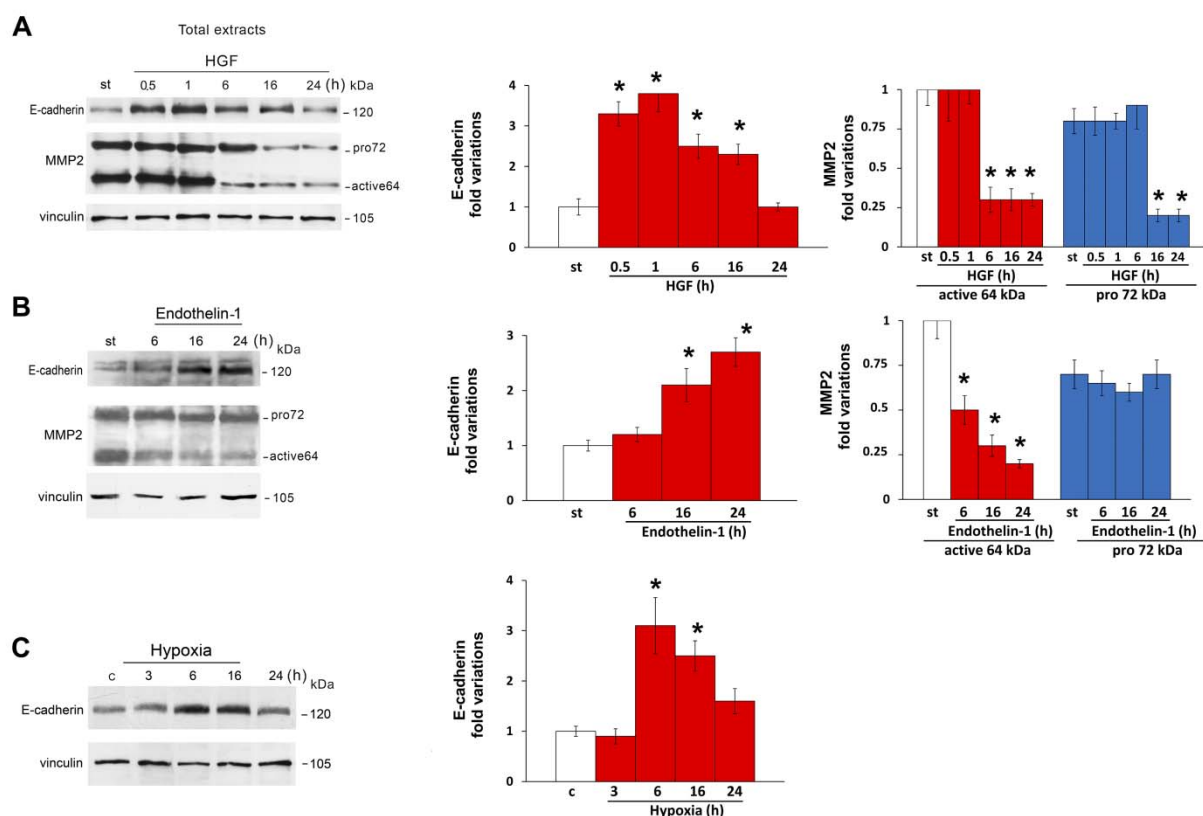 A
Total extracts
HGF
st 0,5 1 6 16 24 (h) kDa
E-cadherin - 120
MMP2
- pro72
-active64
vinculin - 105
E-cadherin
fold variations
4
3
2
1
0
* * * *
st 0.5 1 6 16 24
HGF (h)
MMP2
fold variations
1
0.75
0.5
0.25
0
* * * * *
st 0.5 1 6 16 24 st 0.5 1 6 16 24
HGF (h) HGF (h)
active 64 kDa pro 72 kDa
B
Endothelin-1
st 6 16 24 (h)
kDa
E-cadherin - 120
MMP2
- pro72
-active64
vinculin - 105
E-cadherin
fold variations
3
2
1
0
* *
st 6 16 24
Endothelin-1 (h)
MMP2
fold variations
1
0.75
0.5
0.25
0
* * *
st 6 16 24 st 6 16 24
Endothelin-1 (h) Endothelin-1 (h)
active 64 kDa pro 72 kDa
C
Hypoxia
c 3 6 16 24 (h)
kDa
E-cadherin - 120
vinculin -105
E-cadherin
fold variations
4
3
2
1
0
* *
c 3 6 16 24
Hypoxia (h)